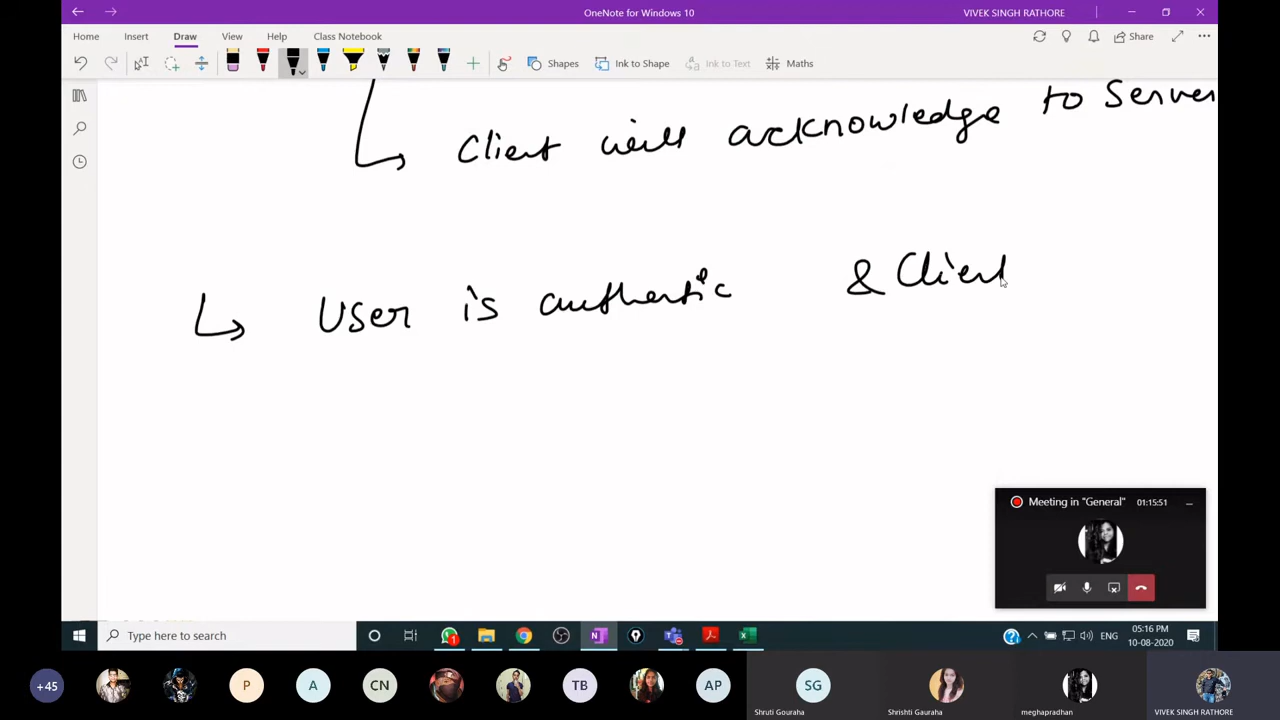 OneNote for Windows 10
VIVEK SINGH RATHORE
Home Insert Draw View Help Class Notebook
Share
Shapes Ink to Shape Ink to Text Maths
Client will acknowledge to Server
User is authentic & Client
Meeting in "General" 01:15:51
Type here to search
1
ENG
05:16 PM
10-08-2020
+45 P A CN TB AP SG
Shruti Gouraha Shrishti Gauraha meghapradhan VIVEK SINGH RATHORE